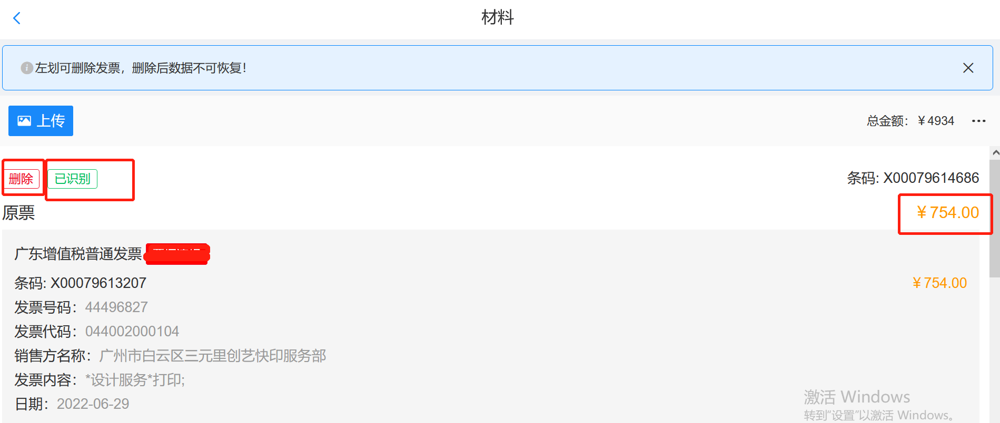 材料
左划可删除发票，删除后数据不可恢复！
上传
总金额：￥4934
删除 已识别
条码: X00079614686
原票
￥754.00
广东增值税普通发票
条码: X00079613207
￥754.00
发票号码：44496827
发票代码：044002000104
销售方名称：广州市白云区三元里创艺快印服务部
发票内容：*设计服务*打印;
日期：2022-06-29
激活 Windows
转到“设置”以激活 Windows。